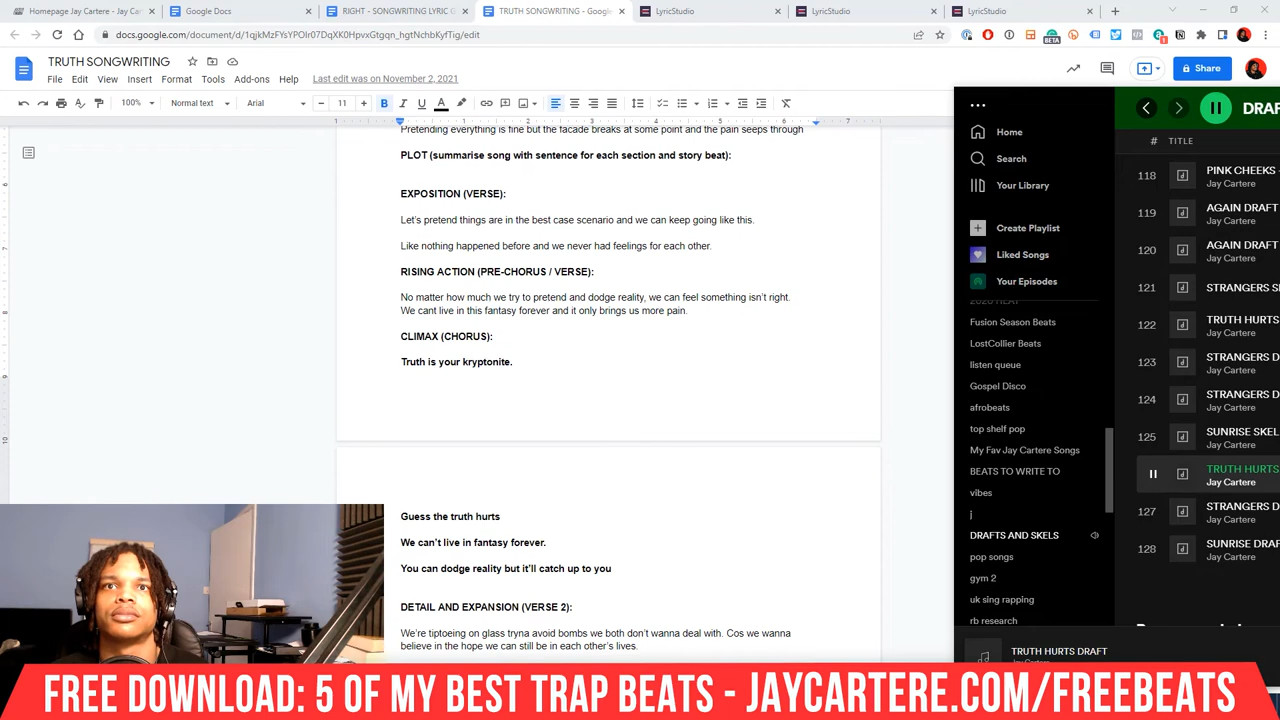 Homepage Jay Cartere, Jay Cart
Google Docs
RIGHT - SONGWRITING LYRIC G
TRUTH SONGWRITING - Google
LyricStudio
LyricStudio
LyricStudio
docs.google.com/document/d/1qjkMzFYsYPOIr07DqXK0HpvxGtgqn_hgtNchbKyfTig/edit
BETA
TRUTH SONGWRITING
Share
File Edit View Insert Format Tools Add-ons Help Last edit was on November 2, 2021
100% Normal text Arial 11 B I U A
Pretending everything is fine but the facade breaks at some point and the pain seeps through
PLOT (summarise song with sentence for each section and story beat):
EXPOSITION (VERSE):
Let's pretend things are in the best case scenario and we can keep going like this.
Like nothing happened before and we never had feelings for each other.
RISING ACTION (PRE-CHORUS / VERSE):
No matter how much we try to pretend and dodge reality, we can feel something isn't right.
We cant live in this fantasy forever and it only brings us more pain.
CLIMAX (CHORUS):
Truth is your kryptonite.
Guess the truth hurts
We can't live in fantasy forever.
You can dodge reality but it'll catch up to you
DETAIL AND EXPANSION (VERSE 2):
We're tiptoeing on glass tryna avoid bombs we both don't wanna deal with. Cos we wanna
believe in the hope we can still be in each other's lives.
Home
Search
Your Library
Create Playlist
Liked Songs
Your Episodes
2020 HEAT
Fusion Season Beats
LostCollier Beats
listen queue
Gospel Disco
afrobeats
top shelf pop
My Fav Jay Cartere Songs
BEATS TO WRITE TO
vibes
j
DRAFTS AND SKELS
pop songs
gym 2
uk sing rapping
rb research
TRUTH HURTS DRAFT
Jay Cartere
DRAF
# TITLE
118 PINK CHEEKS -
Jay Cartere
119 AGAIN DRAFT
Jay Cartere
120 AGAIN DRAFT
Jay Cartere
121 STRANGERS S
122 TRUTH HURTS
Jay Cartere
123 STRANGERS D
Jay Cartere
124 STRANGERS D
Jay Cartere
125 SUNRISE SKEL
Jay Cartere
TRUTH HURTS
Jay Cartere
127 STRANGERS D
Jay Cartere
128 SUNRISE DRA
Jay Cartere
FREE DOWNLOAD: 5 OF MY BEST TRAP BEATS - JAYCARTERE.COM/FREEBEATS